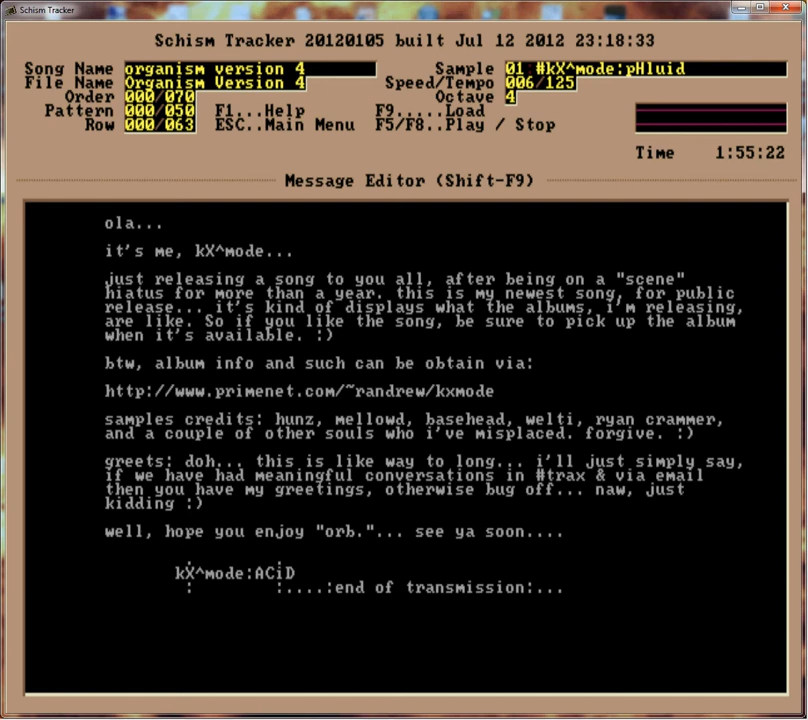 Schism Tracker
Schism Tracker 20120105 built Jul 12 2012 23:18:33
Song Name organism version 4 Sample 01 #kX^mode:pHluid
File Name Organism Version 4 Speed/Tempo 006/125
Order 000/070 Octave 4
Pattern 000/050 F1...Help F9.....Load
Row 000/063 ESC..Main Menu F5/F8..Play / Stop
Time 1:55:22
Message Editor (Shift-F9)
ola...
it's me, kX^mode...
just releasing a song to you all, after being on a "scene"
hiatus for more than a year. this is my newest song, for public
release... it's kind of displays what the albums, i'm releasing,
are like. So if you like the song, be sure to pick up the album
when it's available. :)
btw, album info and such can be obtain via:
http://www.primenet.com/~randrew/kxmode
samples credits: hunz, mellowd, basehead, welti, ryan crammer,
and a couple of other souls who i've misplaced. forgive. :)
greets: doh... this is like way to long... i'll just simply say,
if we have had meaningful conversations in #trax & via email
then you have my greetings, otherwise bug off... naw, just
kidding :)
well, hope you enjoy "orb."... see ya soon....
kX^mode:ACiD
: :....:end of transmission:...